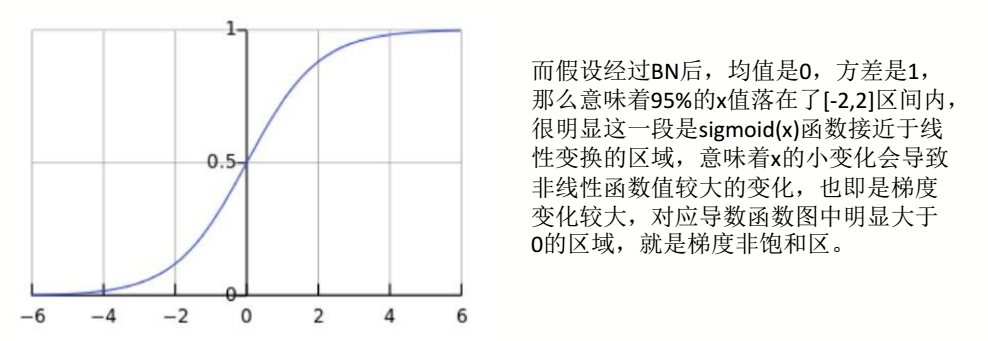 1
0.5
0
−6
−4
−2
0
2
4
6
而假设经过BN后，均值是0，方差是1，
那么意味着95%的x值落在了[-2,2]区间内，
很明显这一段是sigmoid(x)函数接近于线
性变换的区域，意味着x的小变化会导致
非线性函数值较大的变化，也即是梯度
变化较大，对应导数函数图中明显大于
0的区域，就是梯度非饱和区。